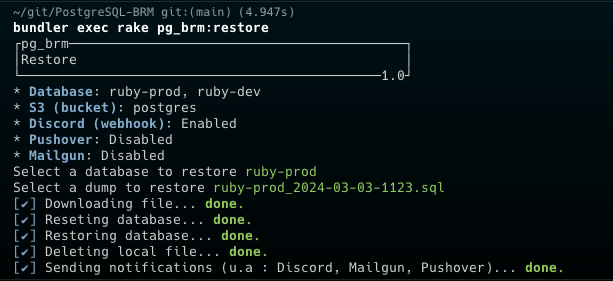 ~/git/PostgreSQL-BRM git:(main) (4.947s)
bundler exec rake pg_brm:restore
pg_brm
Restore
1.0
* Database: ruby-prod, ruby-dev
* S3 (bucket): postgres
* Discord (webhook): Enabled
* Pushover: Disabled
* Mailgun: Disabled
Select a database to restore ruby-prod
Select a dump to restore ruby-prod_2024-03-03-1123.sql
[✔] Downloading file... done.
[✔] Reseting database... done.
[✔] Restoring database... done.
[✔] Deleting local file... done.
[✔] Sending notifications (u.a : Discord, Mailgun, Pushover)... done.